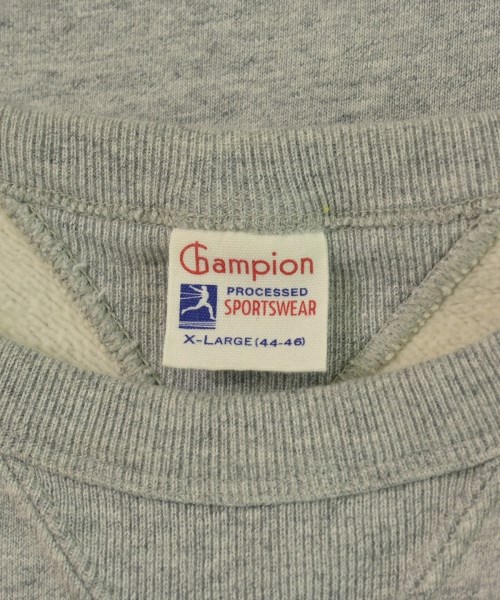 Champion
PROCESSED
SPORTSWEAR
X-LARGE (44-46)